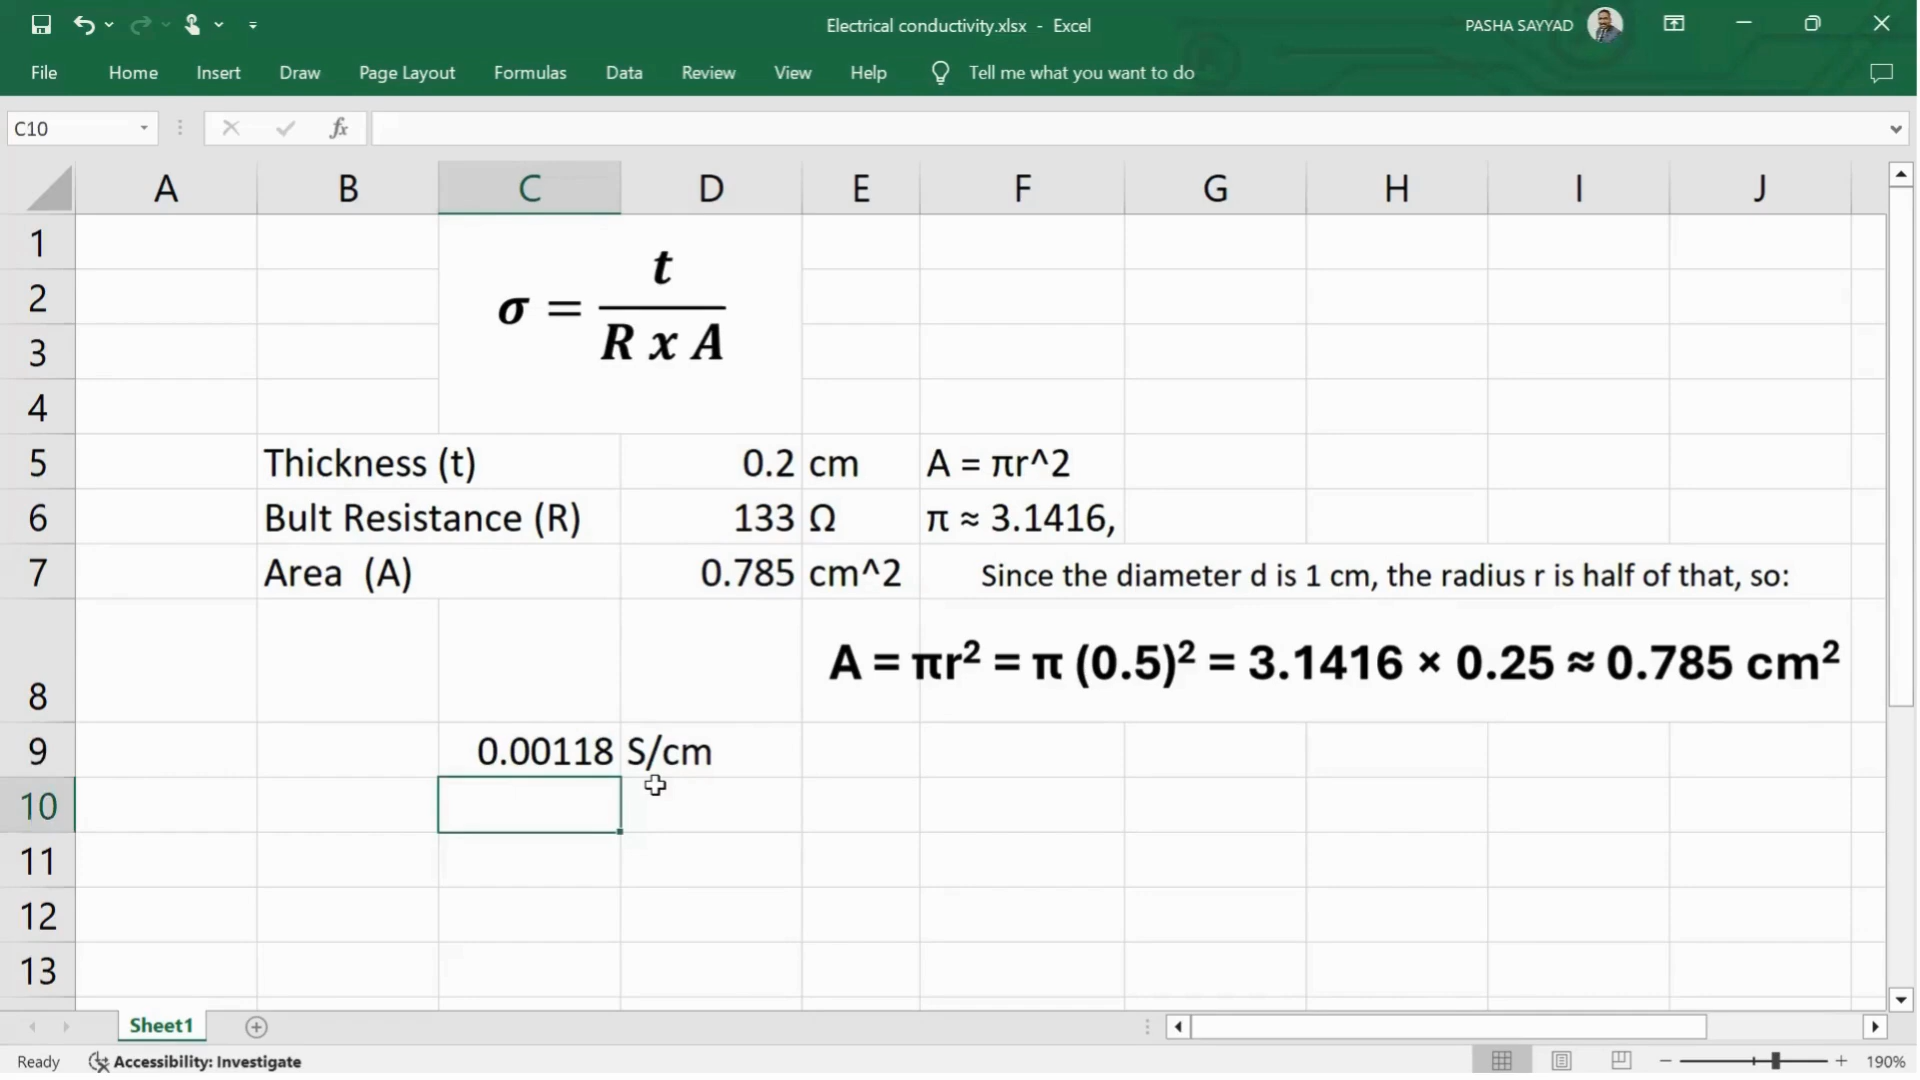 Electrical conductivity.xlsx - Excel
PASHA SAYYAD
File Home Insert Draw Page Layout Formulas Data Review View Help Tell me what you want to do
C10
fx
A B C D E F G H I J
1
2
3
σ = t / R x A
4
5 Thickness (t) 0.2 cm A = πr^2
6 Bult Resistance (R) 133 Ω π ≈ 3.1416,
7 Area (A) 0.785 cm^2 Since the diameter d is 1 cm, the radius r is half of that, so:
8 A = πr² = π (0.5)² = 3.1416 × 0.25 ≈ 0.785 cm²
9 0.00118 S/cm
10
11
12
13
Sheet1
Ready Accessibility: Investigate 190%